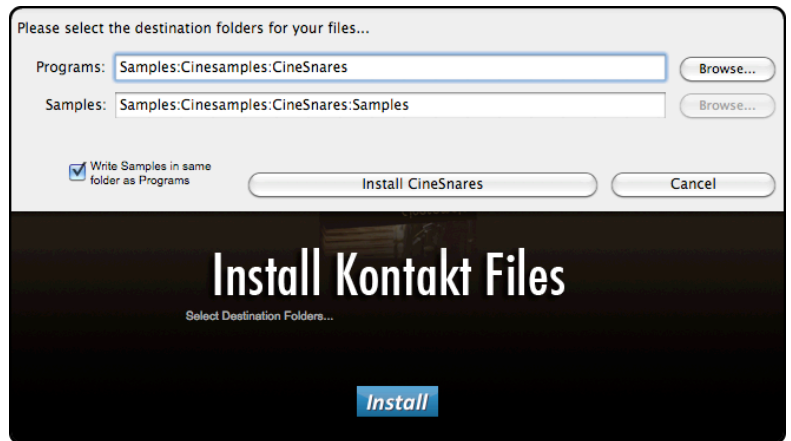 Please select the destination folders for your files...
Programs: Samples:Cinesamples:CineSnares Browse...
Samples: Samples:Cinesamples:CineSnares:Samples Browse...
Write Samples in same
folder as Programs
Install CineSnares Cancel
Install Kontakt Files
Select Destination Folders...
Install